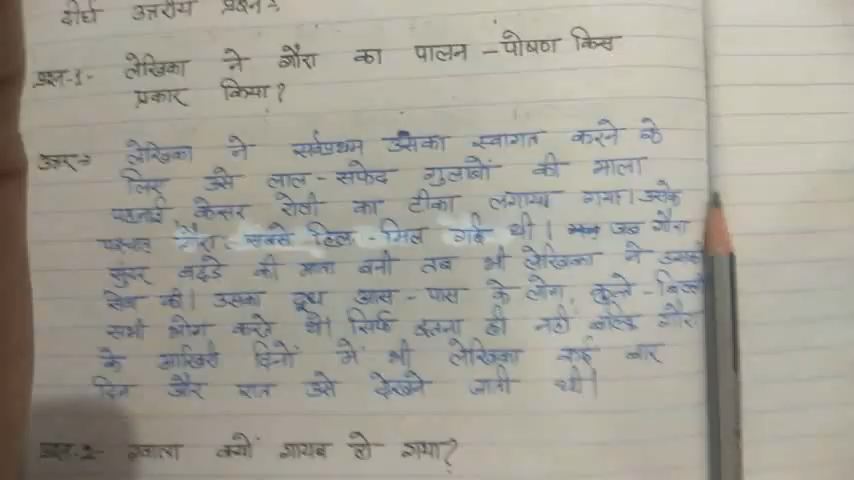 दीर्घ उत्तरीय प्रश्न-
प्रश्न-1- लेखिका ने गौरा का पालन - पोषण किस
प्रकार किया?
उत्तर- लेखिका ने सर्वप्रथम उसका स्वागत करने के
लिए उसे लाल - सफेद गुलाबों की माला
पहनाई केसर रोली का टीका लगाया गया। उसके
पश्चात गौरा सबसे हिल - मिल गई थी। जब गौरा
सुंदर बछड़े की माता बनी तब भी लेखिका ने उसकी
सेवा की। उसका दूध आस - पास के लोग, कुत्ते - बिल्ली
सभी भोग करते थे। सिर्फ इतना ही नहीं बल्कि गौरा
के आखिरी दिनों में भी लेखिका कई बार
दिन और रात उसे देखने जाती थी।
प्रश्न-2- ग्वाला क्यों गायब हो गया?